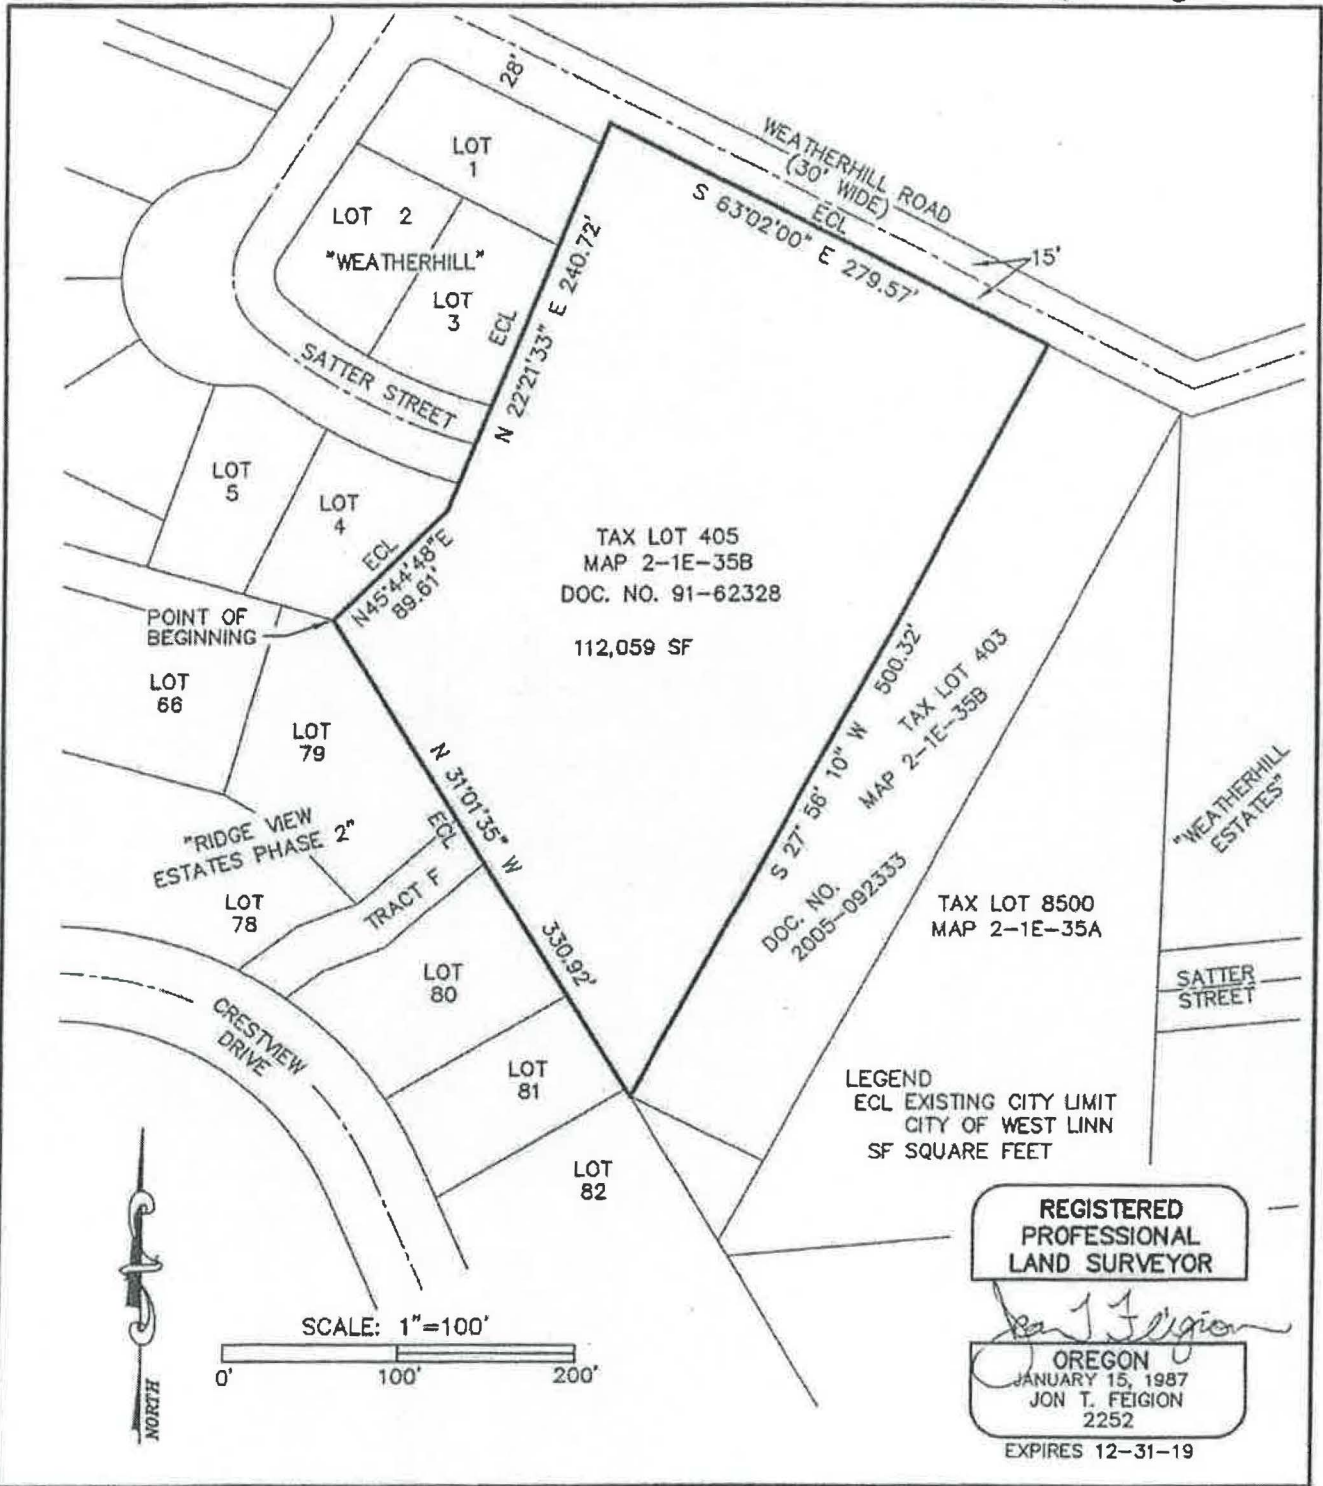 28'
WEATHERHILL ROAD
(30' WIDE)
ECL
15'
S 63°02'00" E 279.57'
LOT
1
LOT 2
"WEATHERHILL"
LOT
3
ECL
N 22°21'33" E 240.72'
SATTER STREET
LOT
5
LOT
4
ECL
N45°44'48"E
89.61'
POINT OF
BEGINNING
TAX LOT 405
MAP 2-1E-35B
DOC. NO. 91-62328
112,059 SF
LOT
66
LOT
79
N 31°01'35" W
330.92'
ECL
"RIDGE VIEW
ESTATES PHASE 2"
TRACT F
LOT
78
LOT
80
LOT
81
LOT
82
CRESTVIEW
DRIVE
S 27° 56' 10" W 500.32'
TAX LOT 403
MAP 2-1E-35B
DOC. NO.
2005-092333
TAX LOT 8500
MAP 2-1E-35A
"WEATHERHILL
ESTATES"
SATTER
STREET
LEGEND
ECL EXISTING CITY LIMIT
CITY OF WEST LINN
SF SQUARE FEET
NORTH
SCALE: 1"=100'
0' 100' 200'
REGISTERED
PROFESSIONAL
LAND SURVEYOR
Jon T Feigion
OREGON
JANUARY 15, 1987
JON T. FEIGION
2252
EXPIRES 12-31-19